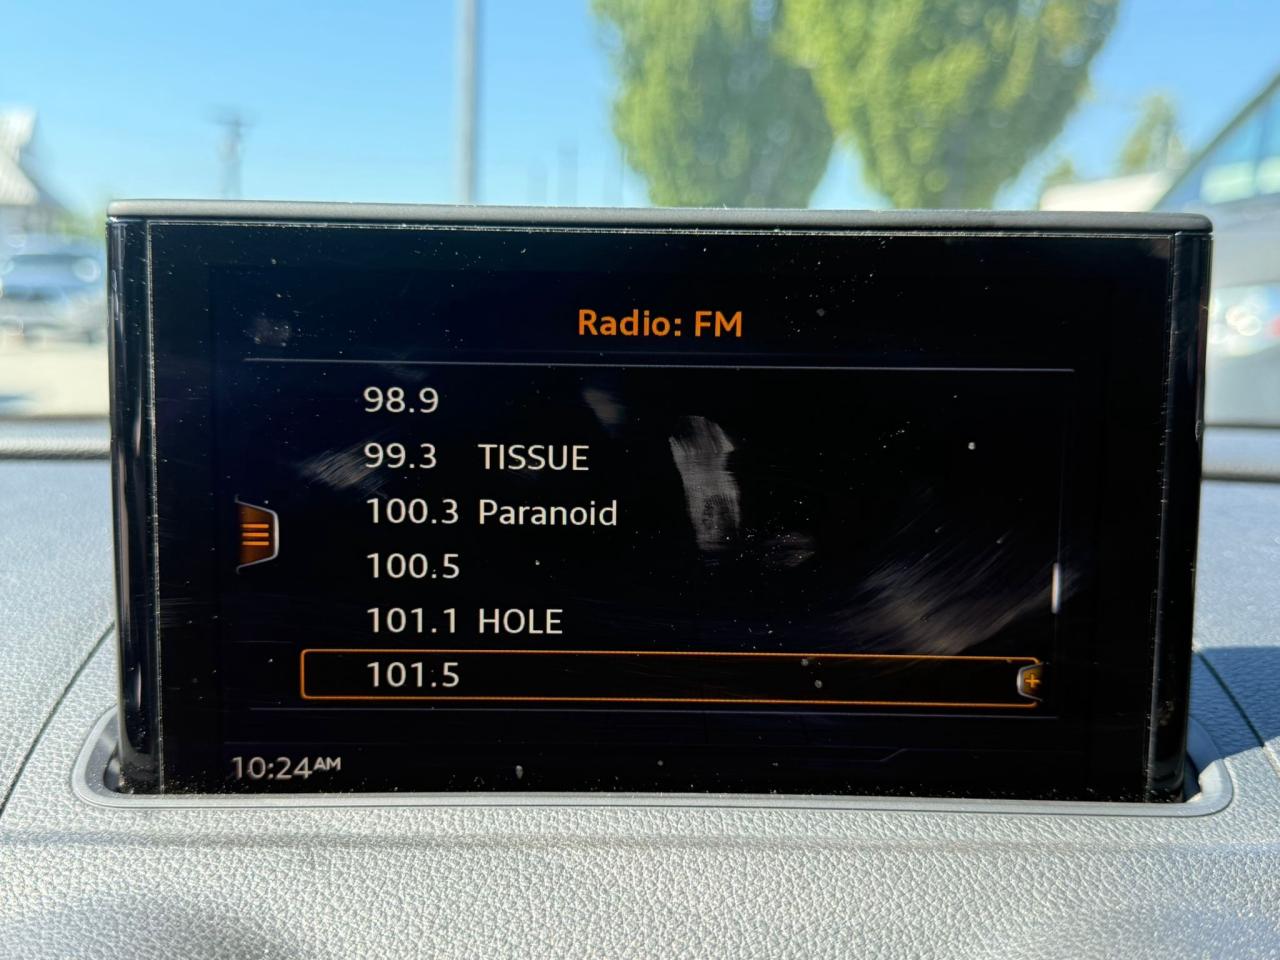 Radio: FM
98.9
99.3 TISSUE
100.3 Paranoid
100.5
101.1 HOLE
101.5
10:24AM